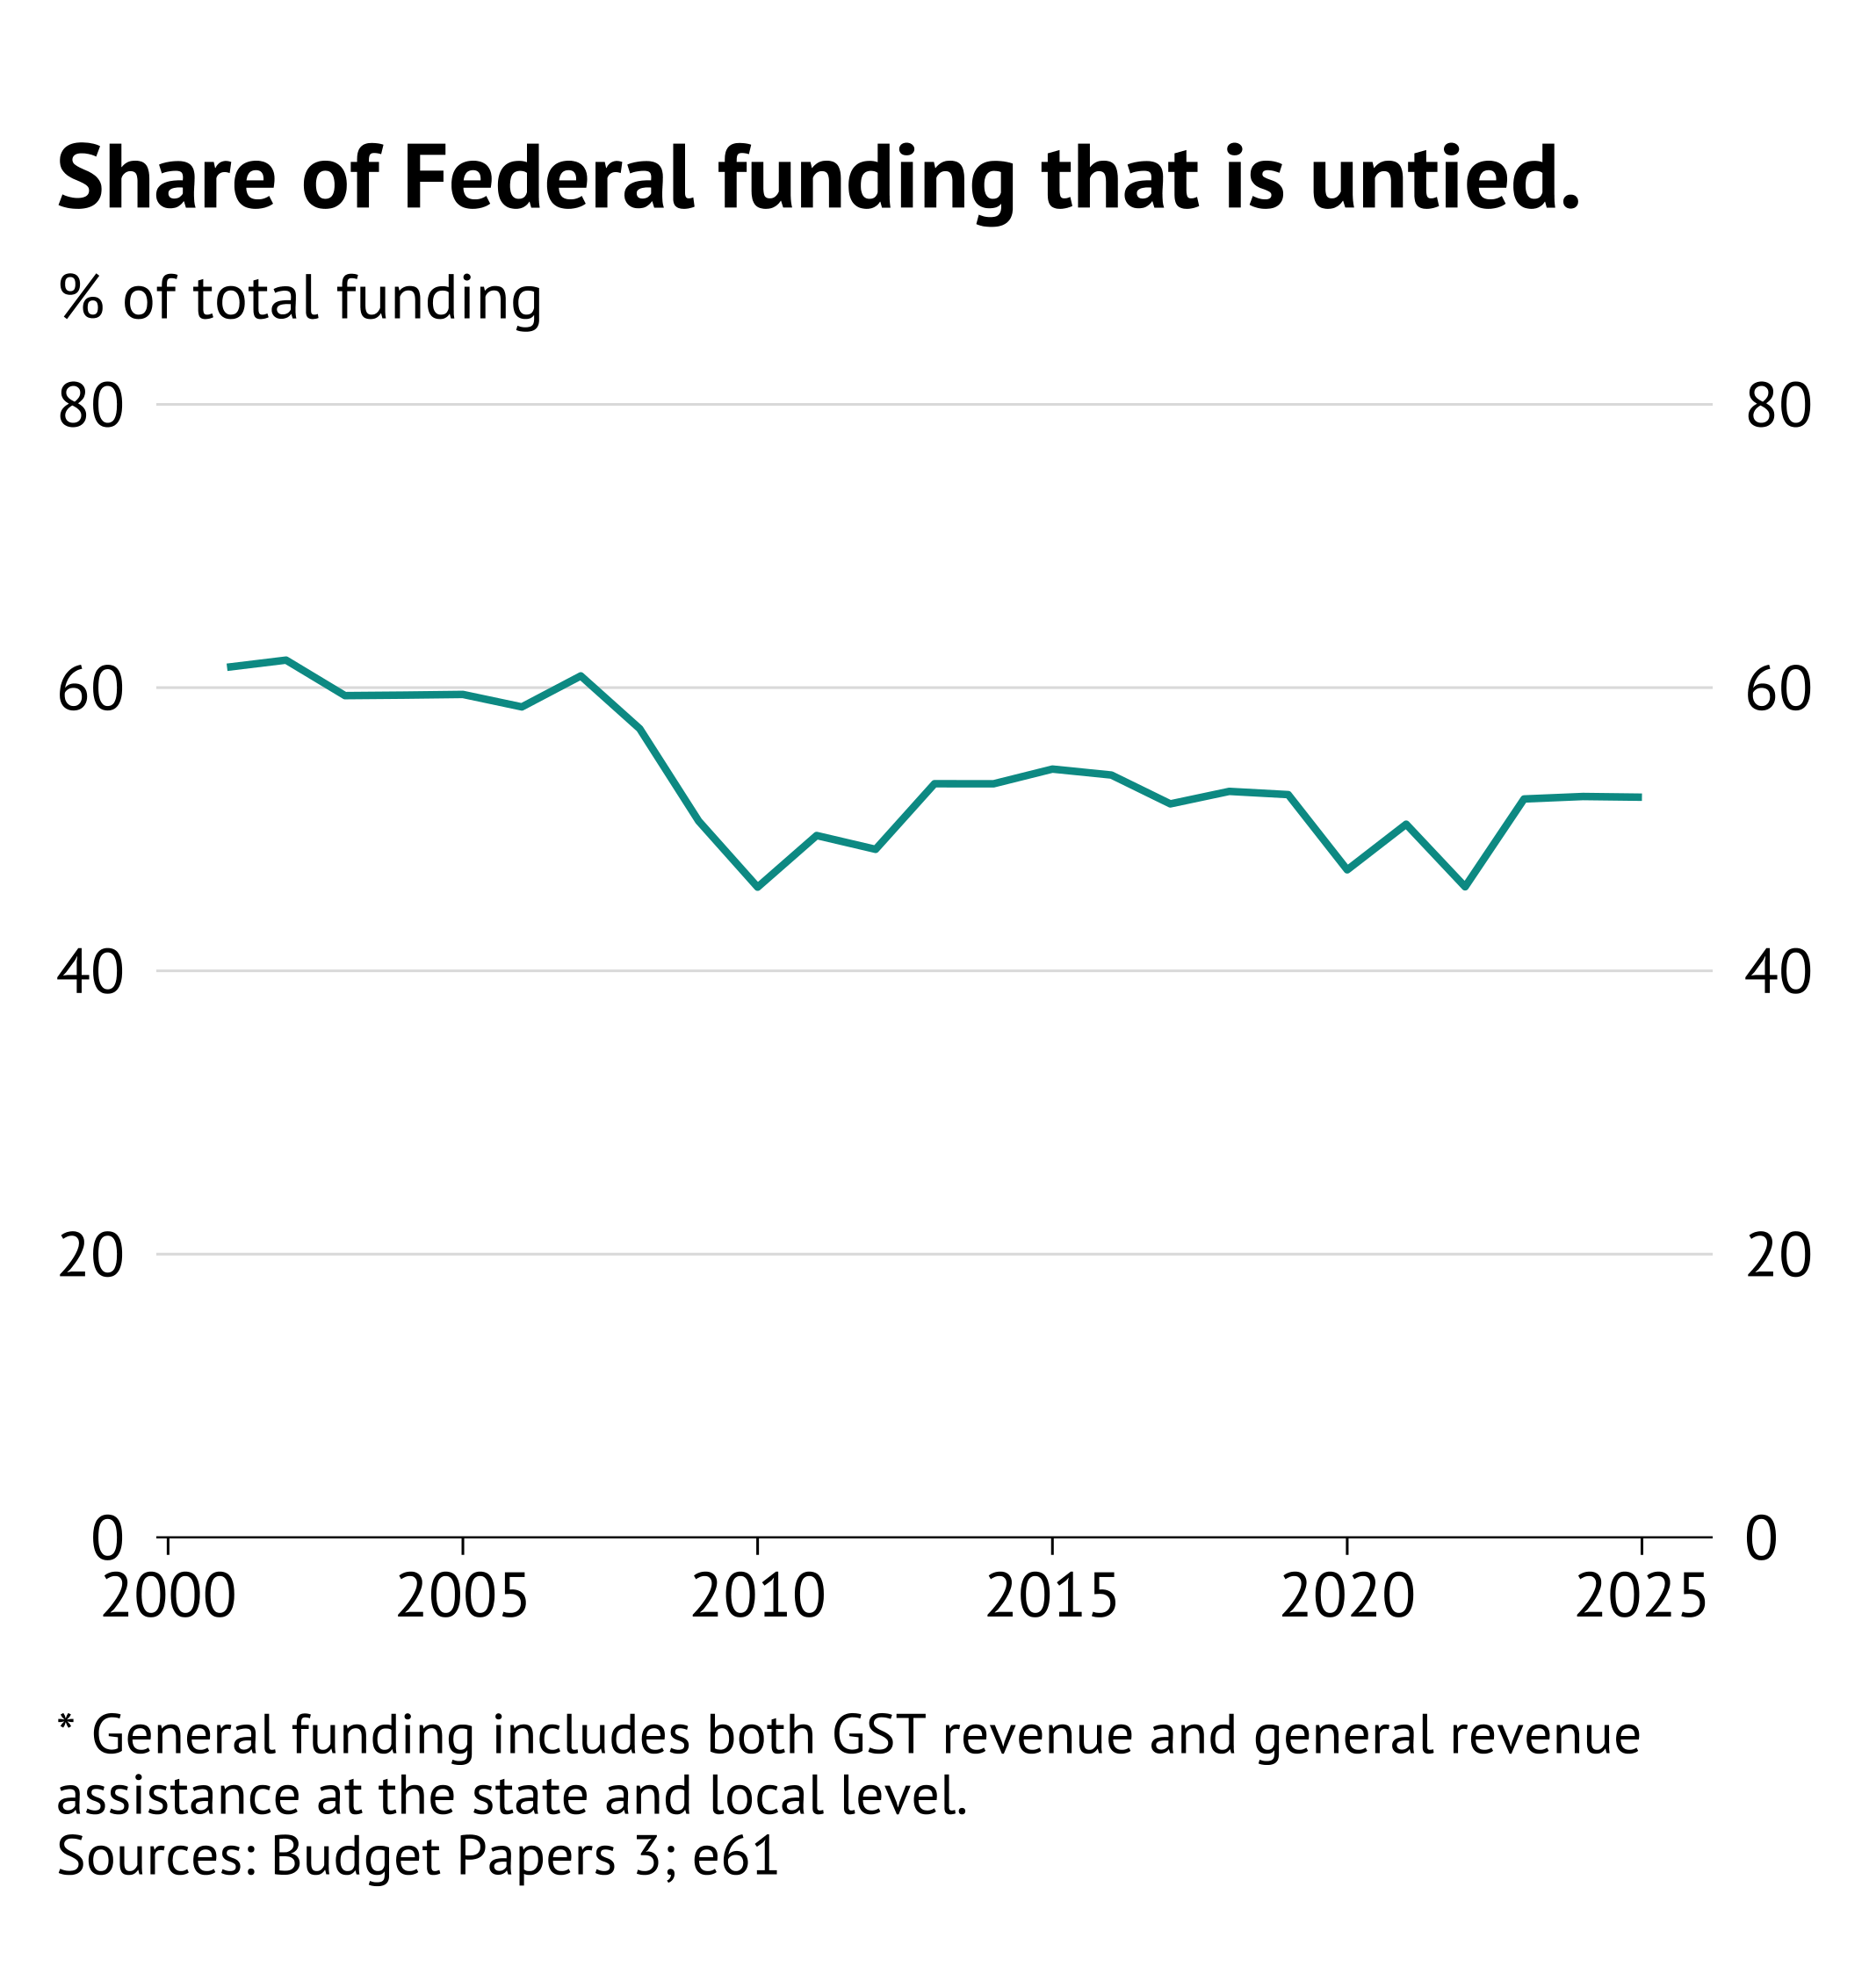 Share of Federal funding that is untied.
% of total funding
80 80
60 60
40 40
20 20
0 0
2000 2005 2010 2015 2020 2025
* General funding includes both GST revenue and general revenue
assistance at the state and local level.
Sources: Budget Papers 3; e61